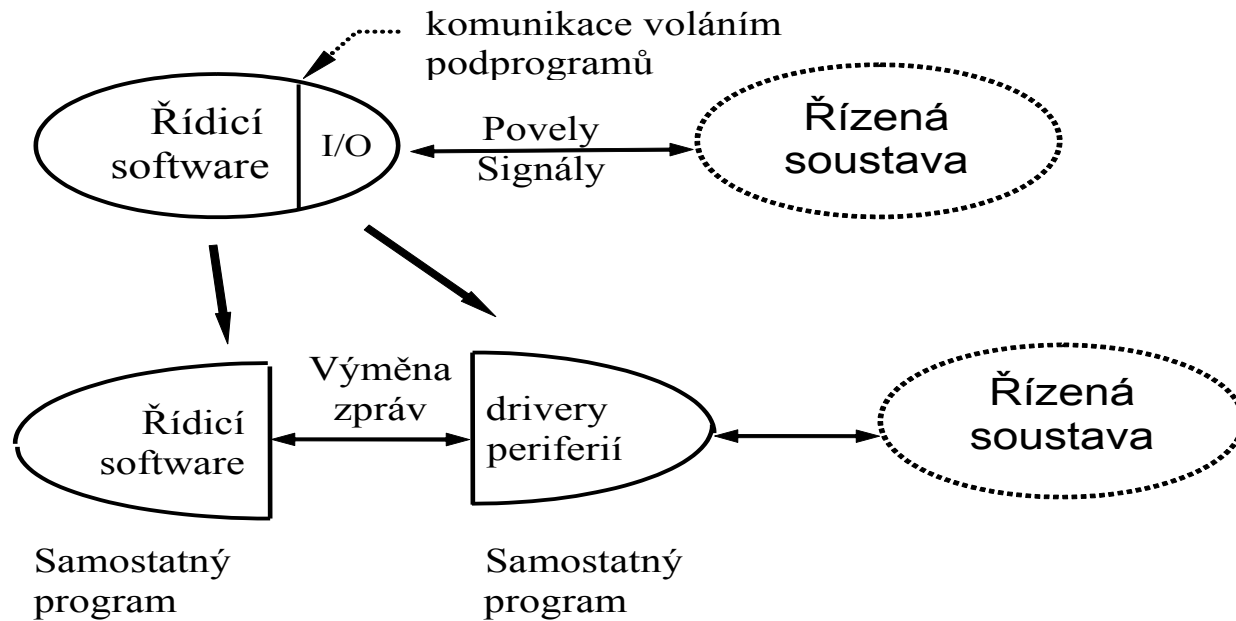 komunikace voláním
podprogramů
Řídicí
software
I/O
Povely
Signály
Řízená
soustava
Řídicí
software
Výměna
zpráv
drivery
periferií
Řízená
soustava
Samostatný
program
Samostatný
program